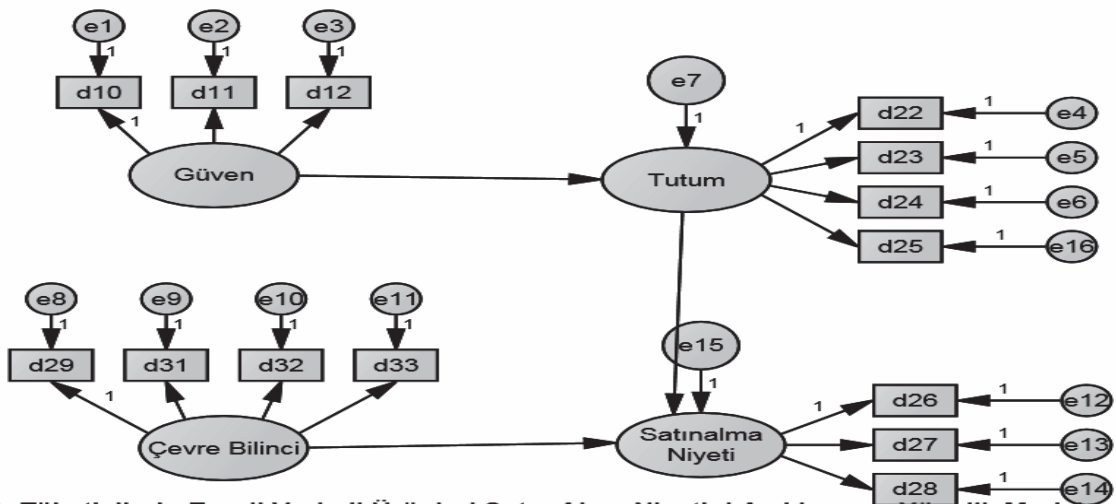 e1
e2
e3
1
1
1
d10
d11
d12
1
Güven
e7
1
Tutum
1
d22
1
e4
d23
1
e5
d24
1
e6
d25
1
e16
e8
e9
e10
e11
1
1
1
1
d29
d31
d32
d33
1
Çevre Bilinci
e15
1
Satınalma
Niyeti
1
d26
1
e12
d27
1
e13
d28
1
e14